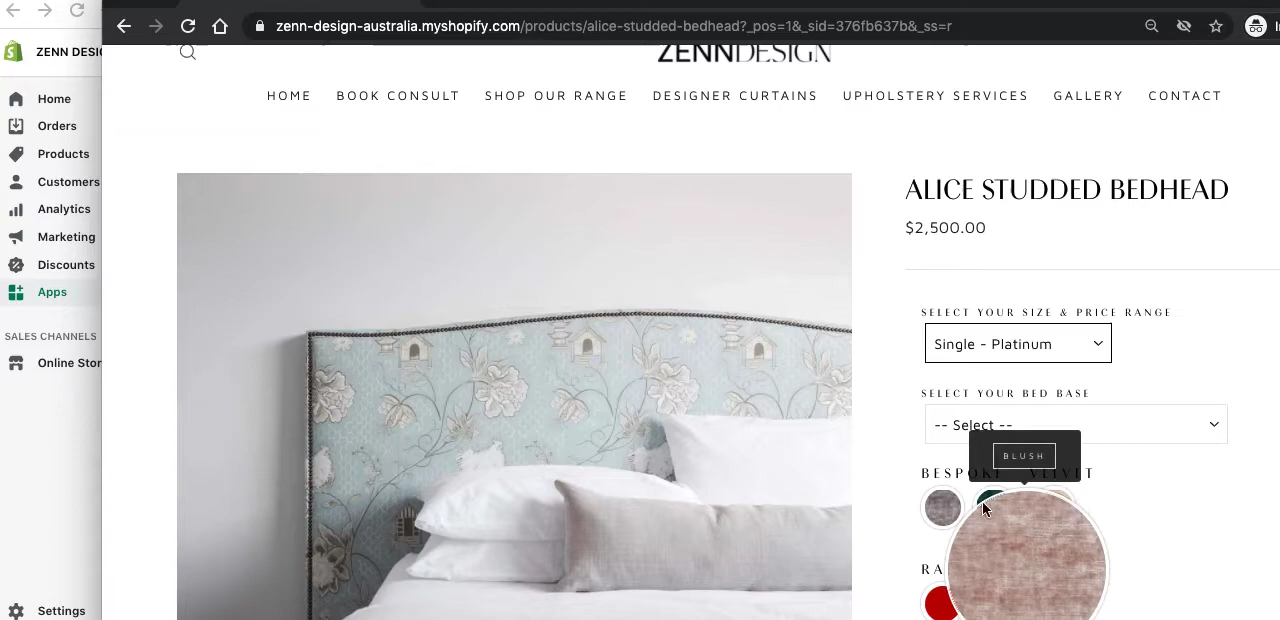 zenn-design-australia.myshopify.com/products/alice-studded-bedhead?_pos=1&_sid=376fb637b&_ss=r
ZENN DESI
Home
Orders
Products
Customers
Analytics
Marketing
Discounts
Apps
SALES CHANNELS
Online Stor
Settings
ZENNDESIGN
HOME BOOK CONSULT SHOP OUR RANGE DESIGNER CURTAINS UPHOLSTERY SERVICES GALLERY CONTACT
ALICE STUDDED BEDHEAD
$2,500.00
SELECT YOUR SIZE & PRICE RANGE
Single - Platinum
SELECT YOUR BED BASE
-- Select --
BLUSH
BESPOKE VELVET
RA